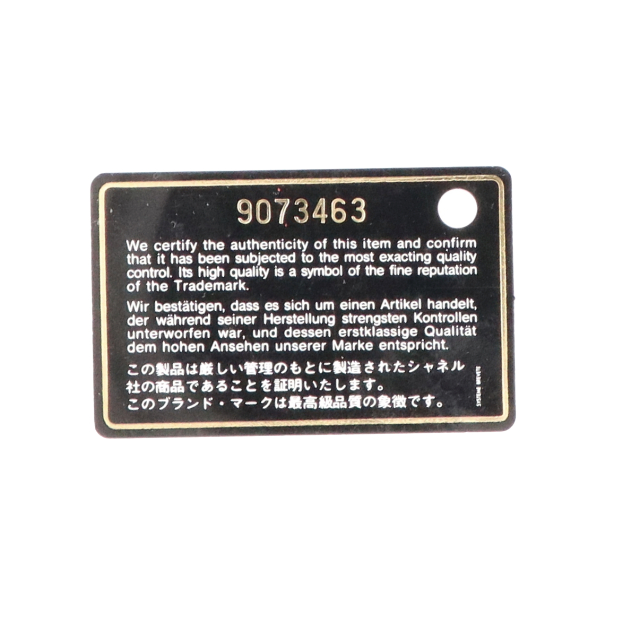 9073463
We certify the authenticity of this item and confirm
that it has been subjected to the most exacting quality
control. Its high quality is a symbol of the fine reputation
of the Trademark.
Wir bestätigen, dass es sich um einen Artikel handelt,
der während seiner Herstellung strengsten Kontrollen
unterworfen war, und dessen erstklassige Qualität
dem hohen Ansehen unserer Marke entspricht.
この製品は厳しい管理のもとに製造されたシャネル
社の商品であることを証明いたします。
このブランド・マークは最高級品質の象徴です。
SYSTEME BREVETE